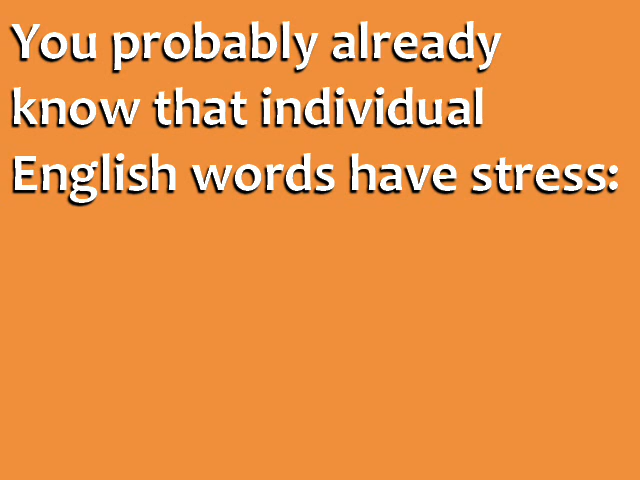 You probably already
know that individual
English words have stress: